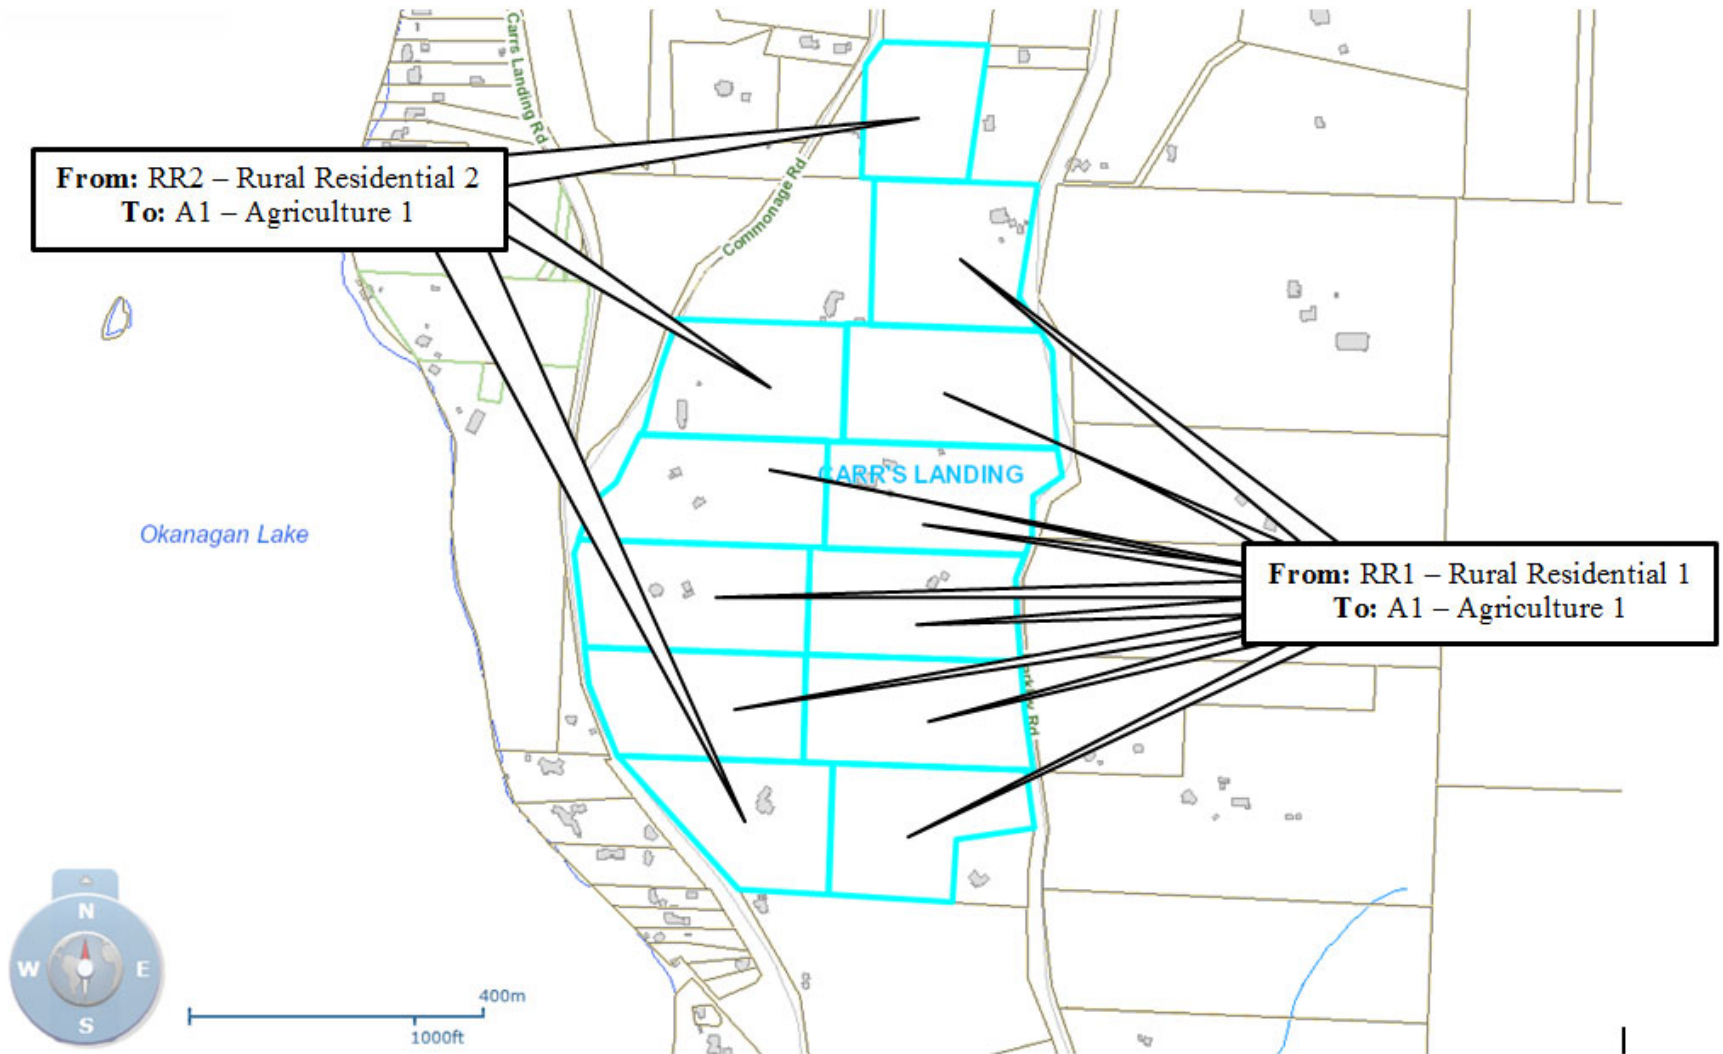 Carrs Landing Rd
Commonage Rd
From: RR2 – Rural Residential 2
To: A1 – Agriculture 1
CARR'S LANDING
Okanagan Lake
From: RR1 – Rural Residential 1
To: A1 – Agriculture 1
Rd
N
W
E
S
400m
1000ft